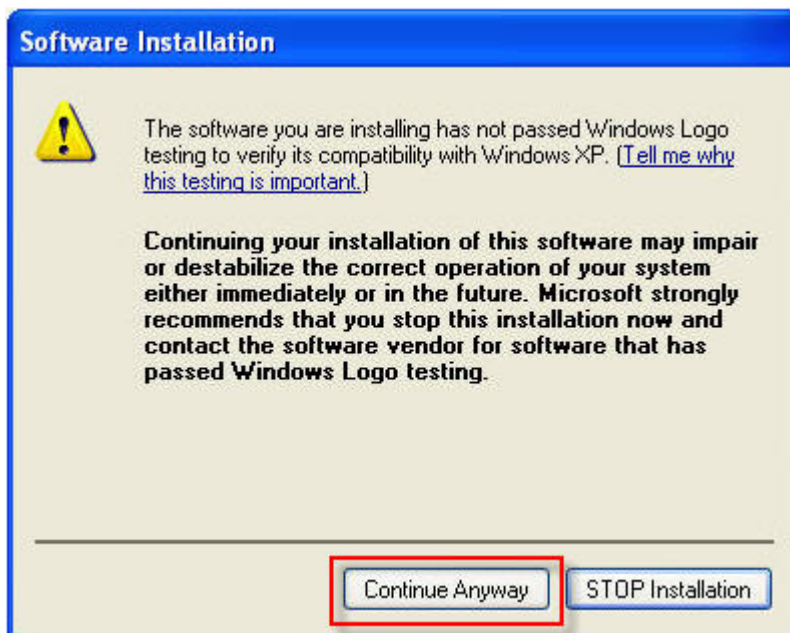 Software Installation
The software you are installing has not passed Windows Logo
testing to verify its compatibility with Windows XP. (Tell me why
this testing is important.)
Continuing your installation of this software may impair
or destabilize the correct operation of your system
either immediately or in the future. Microsoft strongly
recommends that you stop this installation now and
contact the software vendor for software that has
passed Windows Logo testing.
Continue Anyway
STOP Installation